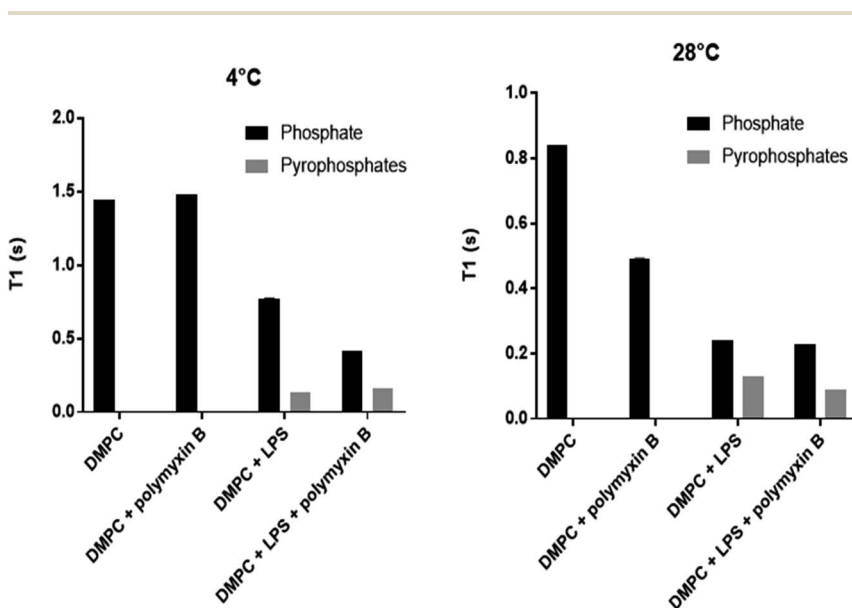 4°C
2.0
1.5
1.0
0.5
0.0
T1 (s)
Phosphate
Pyrophosphates
DMPC
DMPC + polymyxin B
DMPC + LPS
DMPC + LPS + polymyxin B
28°C
1.0
0.8
0.6
0.4
0.2
0.0
T1 (s)
Phosphate
Pyrophosphates
DMPC
DMPC + polymyxin B
DMPC + LPS
DMPC + LPS + polymyxin B